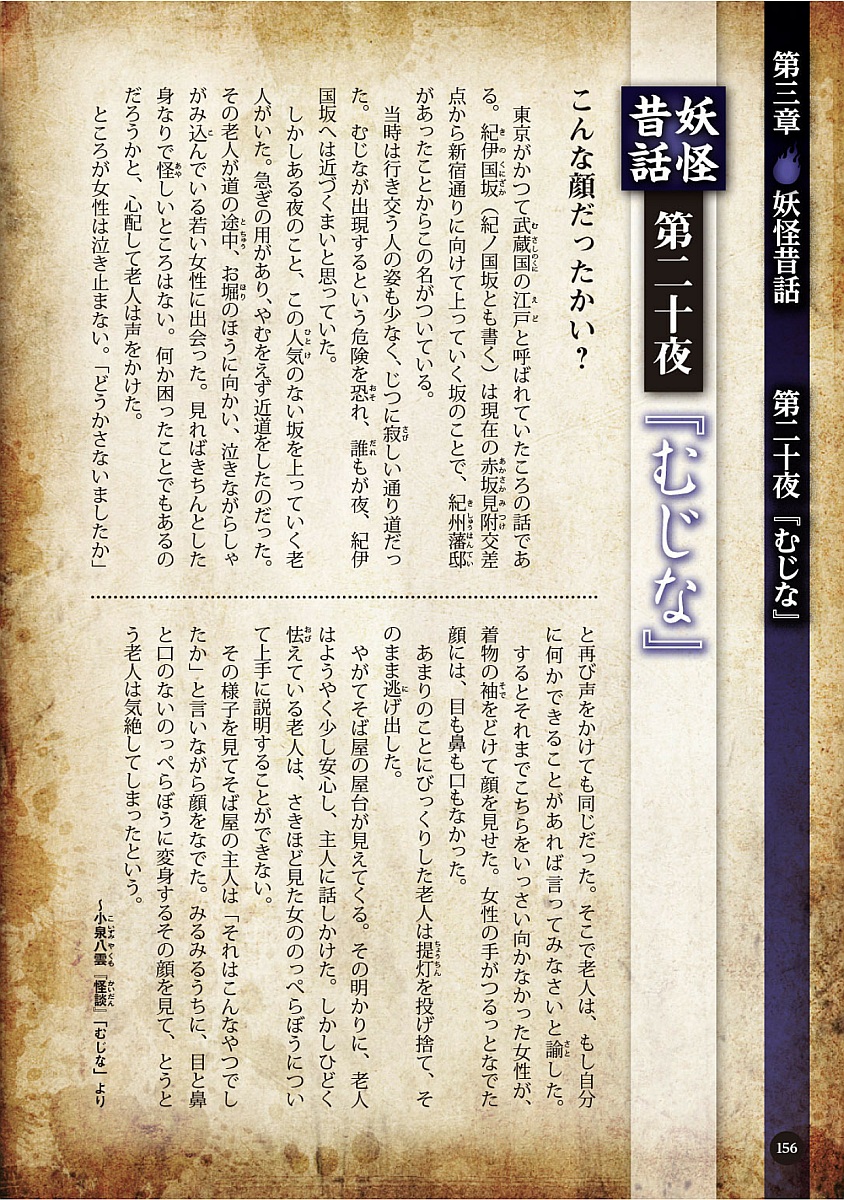 第三章 妖怪昔話 第二十夜『むじな』
妖怪昔話
第二十夜
『むじな』
こんな顔だったかい？
東京がかつて武蔵国の江戸と呼ばれていたころの話であ
る。紀伊国坂（紀ノ国坂とも書く）は現在の赤坂見附交差
点から新宿通りに向けて上っていく坂のことで、紀州藩邸
があったことからこの名がついている。
当時は行き交う人の姿も少なく、じつに寂しい通り道だっ
た。むじなが出現するという危険を恐れ、誰もが夜、紀伊
国坂へは近づくまいと思っていた。
しかしある夜のこと、この人気のない坂を上っていく老
人がいた。急ぎの用があり、やむをえず近道をしたのだった。
その老人が道の途中、お堀のほうに向かい、泣きながらしゃ
がみ込んでいる若い女性に出会った。見ればきちんとした
身なりで怪しいところはない。何か困ったことでもあるの
だろうかと、心配して老人は声をかけた。
ところが女性は泣き止まない。「どうかさないましたか」
と再び声をかけても同じだった。そこで老人は、もし自分
に何かできることがあれば言ってみなさいと諭した。
するとそれまでこちらをいっさい向かなかった女性が、
着物の袖をどけて顔を見せた。女性の手がつるっとなでた
顔には、目も鼻も口もなかった。
あまりのことにびっくりした老人は提灯を投げ捨て、そ
のまま逃げ出した。
やがてそば屋の屋台が見えてくる。その明かりに、老人
はようやく少し安心し、主人に話しかけた。しかしひどく
怯えている老人は、さきほど見た女ののっぺらぼうについ
て上手に説明することができない。
その様子を見てそば屋の主人は「それはこんなやつでし
たか」と言いながら顔をなでた。みるみるうちに、目と鼻
と口のないのっぺらぼうに変身するその顔を見て、とうと
う老人は気絶してしまったという。
～小泉八雲『怪談』「むじな」より
156